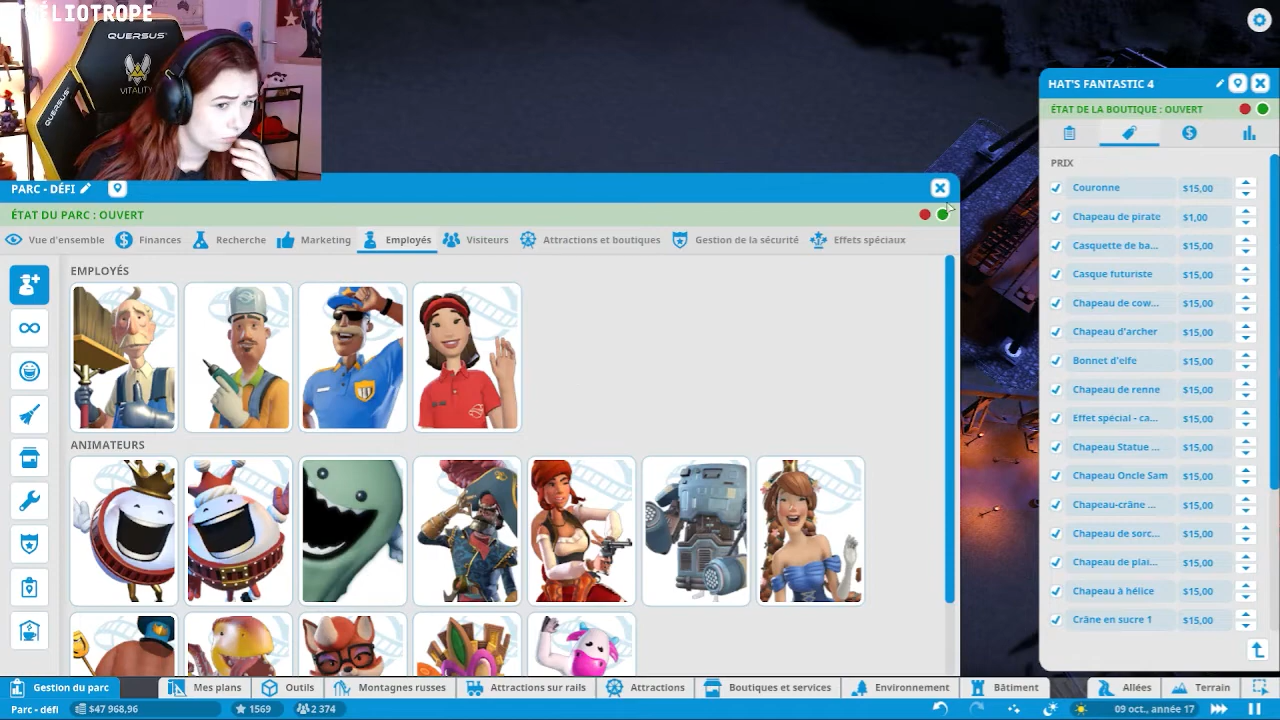 QUERSUS
VITALITY
QUERSUS
HAT'S FANTASTIC 4
ÉTAT DE LA BOUTIQUE : OUVERT
PRIX
Couronne $15,00
Chapeau de pirate $1,00
Casquette de ba... $15,00
Casque futuriste $15,00
Chapeau de cow... $15,00
Chapeau d'archer $15,00
Bonnet d'elfe $15,00
Chapeau de renne $15,00
Effet spécial - ca... $15,00
Chapeau Statue ... $15,00
Chapeau Oncle Sam $15,00
Chapeau-crâne ... $15,00
Chapeau de sorc... $15,00
Chapeau de plai... $15,00
Chapeau à hélice $15,00
Crâne en sucre 1 $15,00
PARC - DÉFI
ÉTAT DU PARC : OUVERT
Vue d'ensemble Finances Recherche Marketing Employés Visiteurs Attractions et boutiques Gestion de la sécurité Effets spéciaux
EMPLOYÉS
ANIMATEURS
Gestion du parc Mes plans Outils Montagnes russes Attractions sur rails Attractions Boutiques et services Environnement Bâtiment Allées Terrain
Parc - défi $47 968,96 1569 2 374 09 oct., année 17